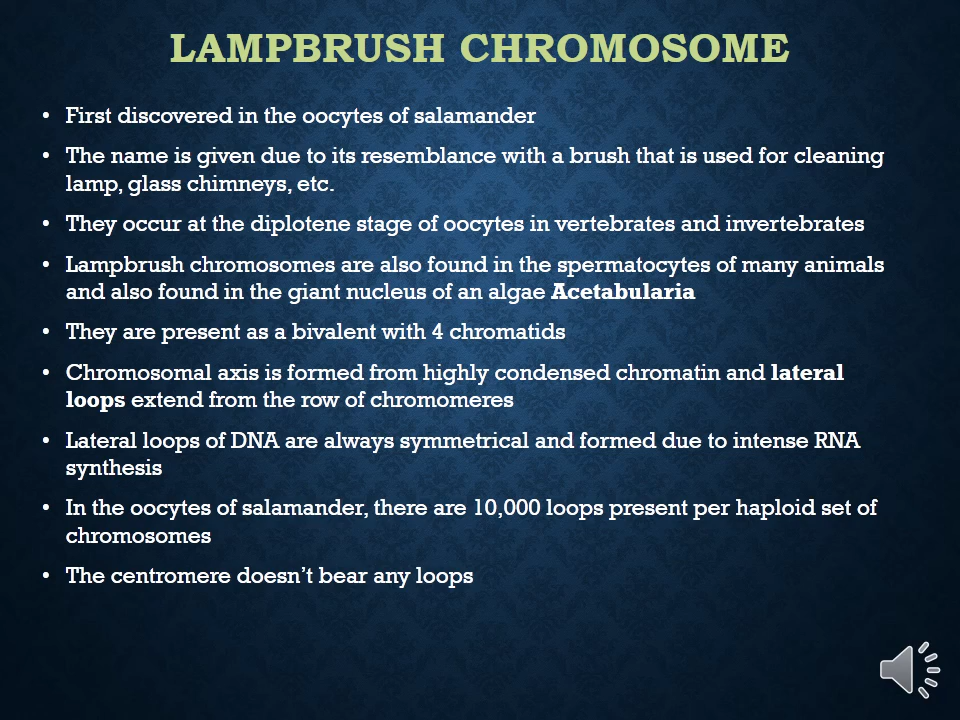 LAMPBRUSH CHROMOSOME
• First discovered in the oocytes of salamander
• The name is given due to its resemblance with a brush that is used for cleaning
lamp, glass chimneys, etc.
• They occur at the diplotene stage of oocytes in vertebrates and invertebrates
• Lampbrush chromosomes are also found in the spermatocytes of many animals
and also found in the giant nucleus of an algae Acetabularia
• They are present as a bivalent with 4 chromatids
• Chromosomal axis is formed from highly condensed chromatin and lateral
loops extend from the row of chromomeres
• Lateral loops of DNA are always symmetrical and formed due to intense RNA
synthesis
• In the oocytes of salamander, there are 10,000 loops present per haploid set of
chromosomes
• The centromere doesn’t bear any loops